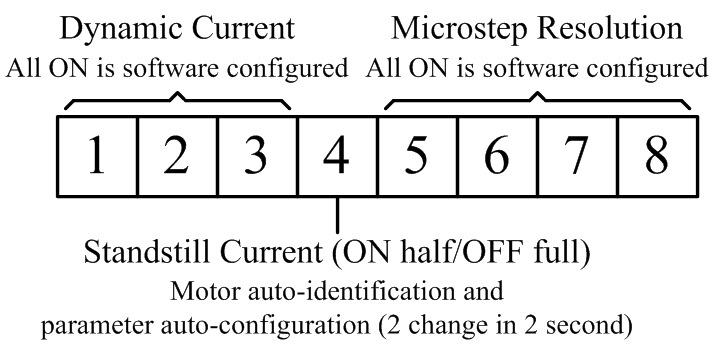 Dynamic Current
Microstep Resolution
All ON is software configured
All ON is software configured
1 2 3 4 5 6 7 8
Standstill Current (ON half/OFF full)
Motor auto-identification and
parameter auto-configuration (2 change in 2 second)